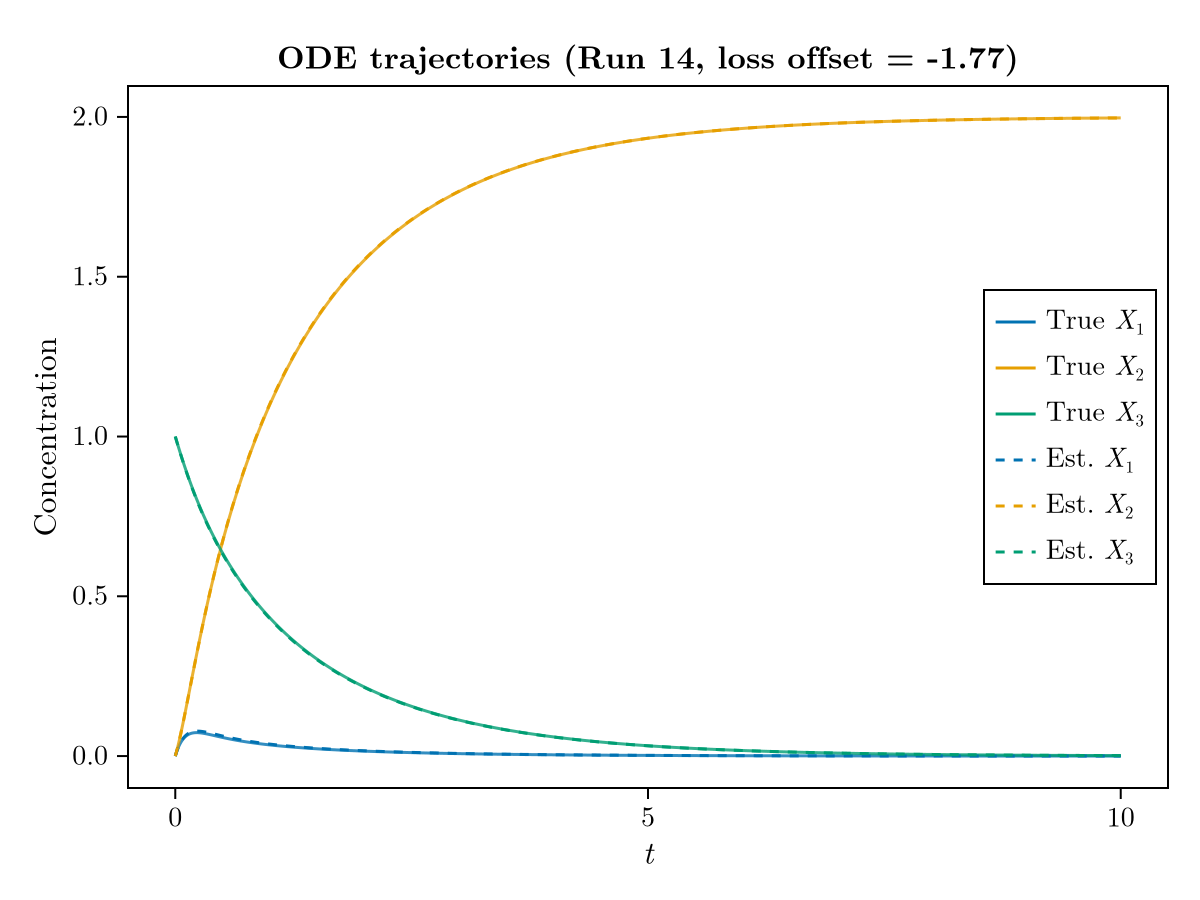 ODE trajectories (Run 14, loss offset = -1.77)
Concentration
2.0
1.5
1.0
0.5
0.0
True X₁
True X₂
True X₃
Est. X₁
Est. X₂
Est. X₃
0 5 10
t